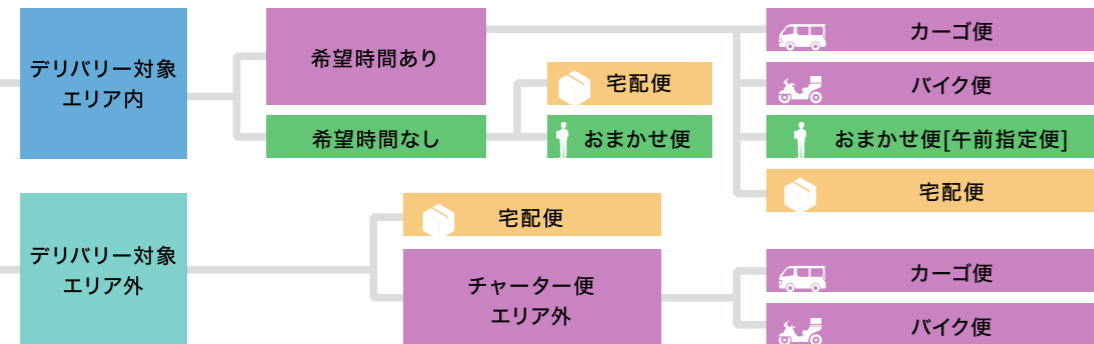 デリバリー対象
エリア内
希望時間あり
希望時間なし
宅配便
おまかせ便
カーゴ便
バイク便
おまかせ便[午前指定便]
宅配便
デリバリー対象
エリア外
宅配便
チャーター便
エリア外
カーゴ便
バイク便